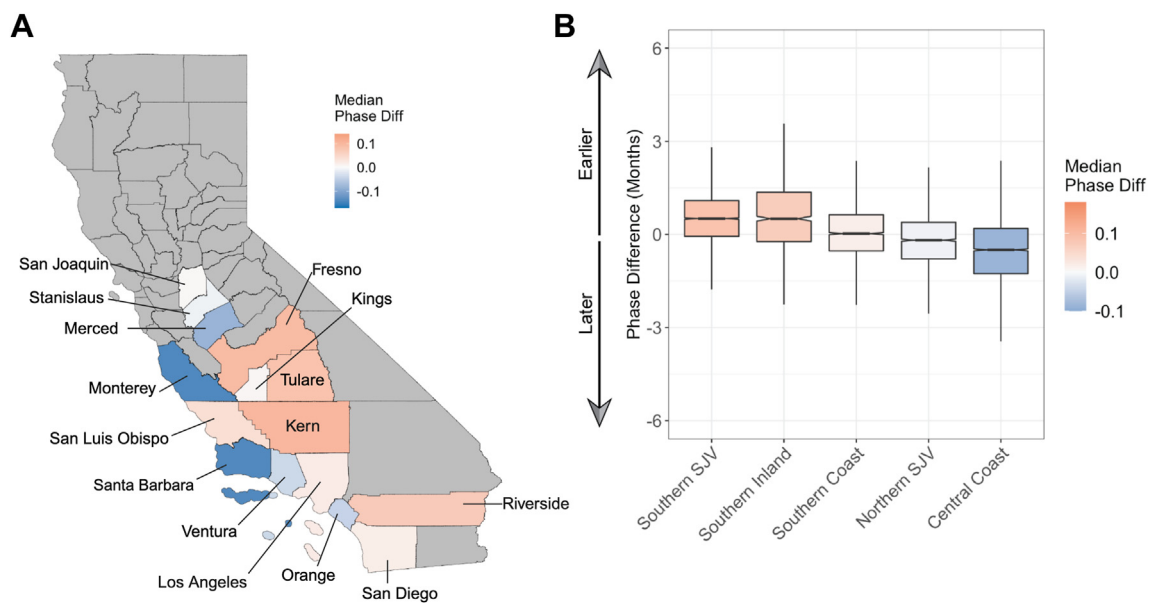 A
Median
Phase Diff
0.1
0.0
-0.1
San Joaquin
Stanislaus
Merced
Monterey
San Luis Obispo
Santa Barbara
Ventura
Los Angeles
Orange
San Diego
Riverside
Fresno
Kings
Tulare
Kern
B
Earlier
Later
Phase Difference (Months)
6
3
0
-3
-6
Southern SJV
Southern Inland
Southern Coast
Northern SJV
Central Coast
Median
Phase Diff
0.1
0.0
-0.1